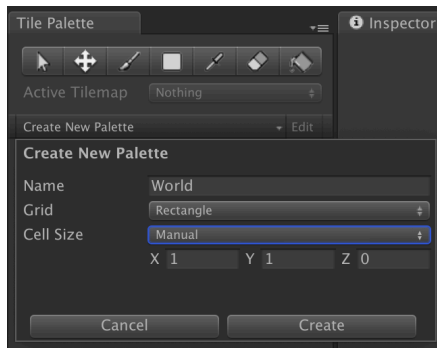 Tile Palette
Inspector
Active Tilemap Nothing
Create New Palette Edit
Create New Palette
Name World
Grid Rectangle
Cell Size Manual
X 1 Y 1 Z 0
Cancel Create